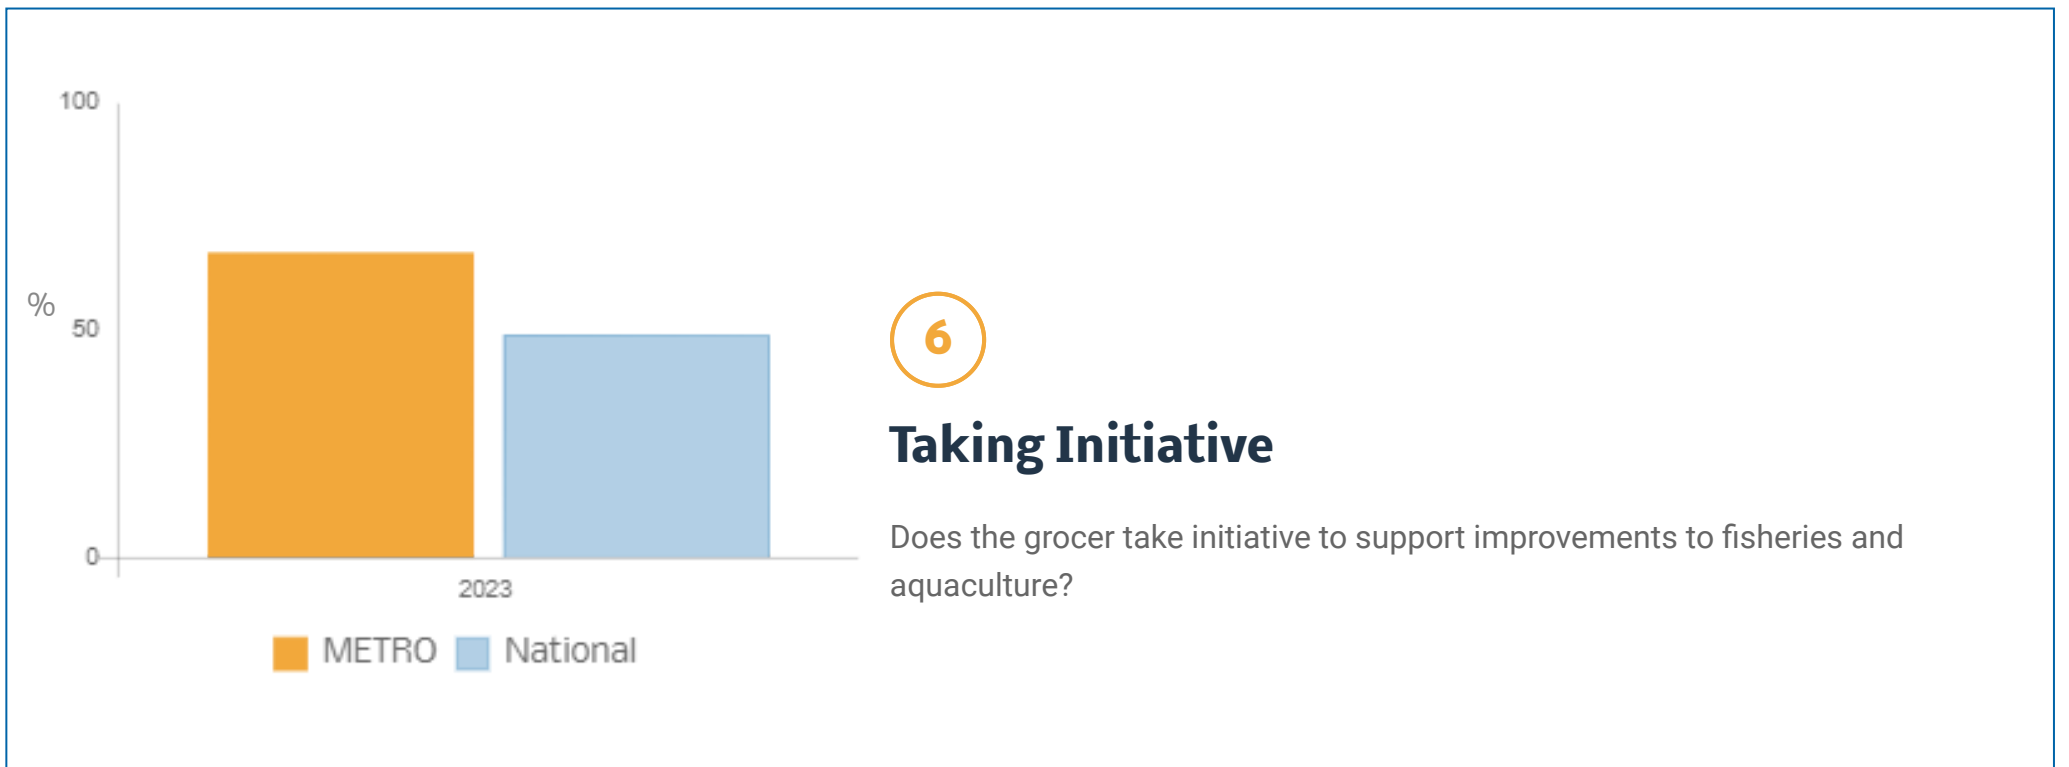 100
%
50
0
2023
METRO National
6
Taking Initiative
Does the grocer take initiative to support improvements to fisheries and
aquaculture?